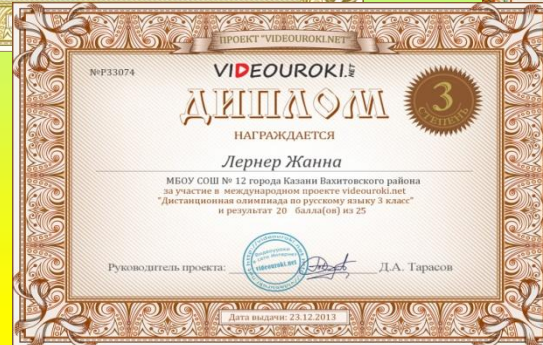 ПРОЕКТ "VIDEOUROKI.NET"
№Р33074
VIDEOUROKI.NET
ДИПЛОМ
3
СТЕПЕНЬ
НАГРАЖДАЕТСЯ
Лернер Жанна
МБОУ СОШ № 12 города Казани Вахитовского района
за участие в международном проекте videouroki.net
"Дистанционная олимпиада по русскому языку 3 класс"
и результат 20 балла(ов) из 25
videouroki.net
Руководитель проекта:
Д.А. Тарасов
Дата выдачи: 23.12.2013